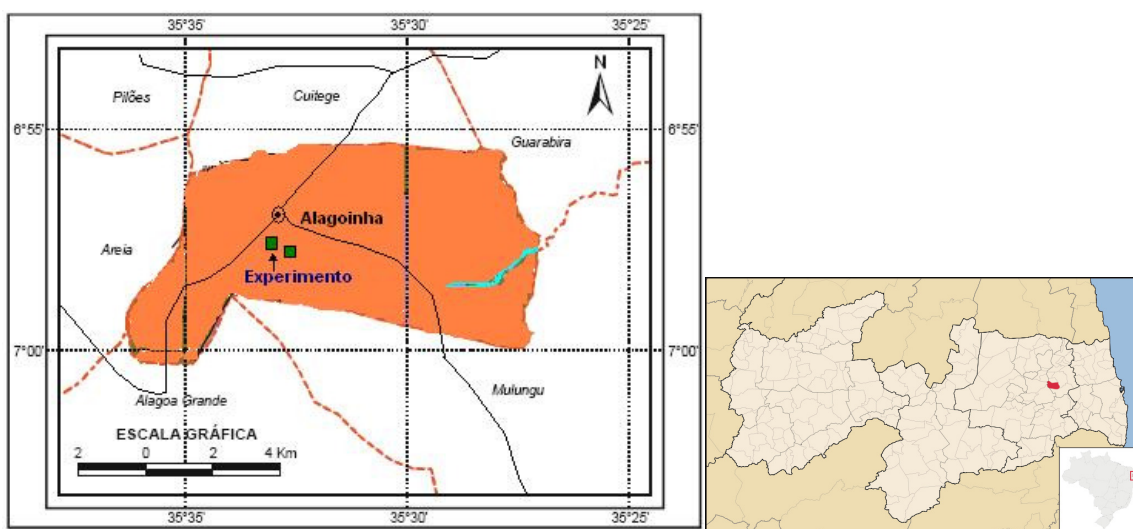 35°35'
35°30'
35°25'
N
Pilões
Cuitege
6°55'
6°55'
Guarabira
Alagoinha
Areia
Experimento
7°00'
7°00'
Mulungu
Alagoa Grande
ESCALA GRÁFICA
2 0 2 4 Km
35°35'
35°30'
35°25'